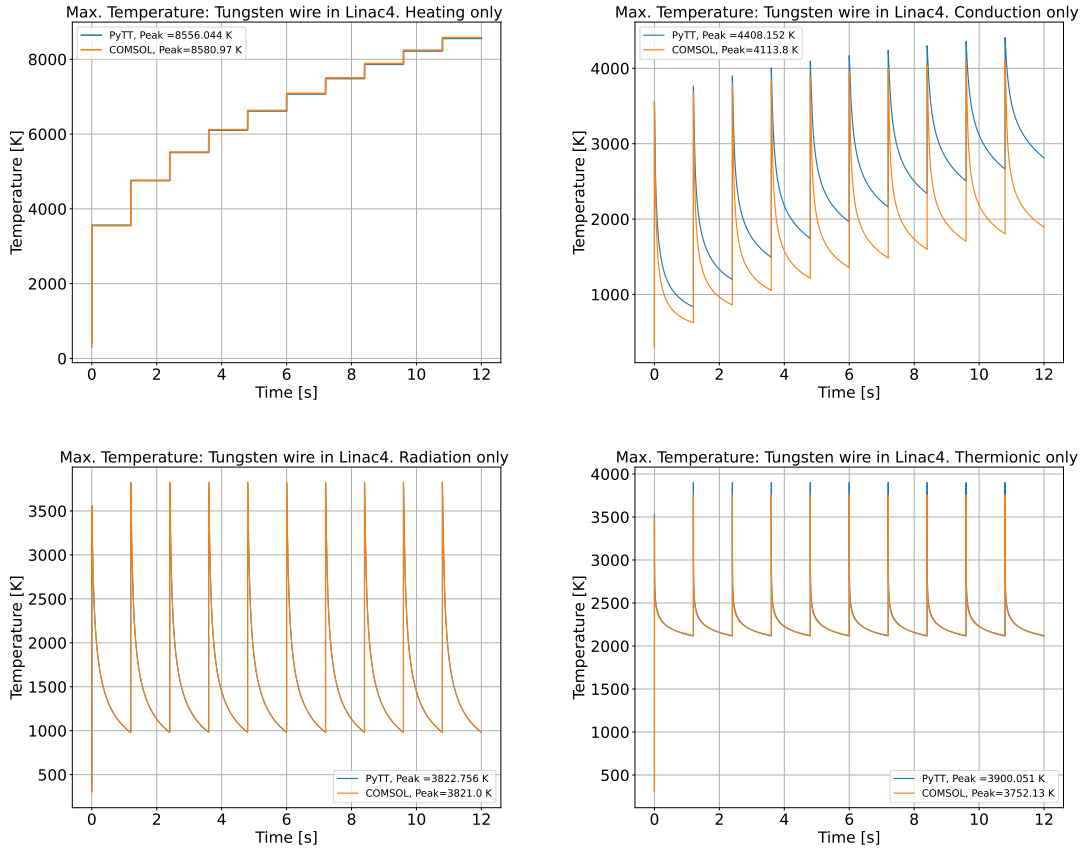 Max. Temperature: Tungsten wire in Linac4. Heating only
PyTT, Peak =8556.044 K
COMSOL, Peak=8580.97 K
Temperature [K]
8000
6000
4000
2000
0
0 2 4 6 8 10 12
Time [s]
Max. Temperature: Tungsten wire in Linac4. Conduction only
PyTT, Peak =4408.152 K
COMSOL, Peak=4113.8 K
Temperature [K]
4000
3000
2000
1000
0 2 4 6 8 10 12
Time [s]
Max. Temperature: Tungsten wire in Linac4. Radiation only
Temperature [K]
3500
3000
2500
2000
1500
1000
500
PyTT, Peak =3822.756 K
COMSOL, Peak=3821.0 K
0 2 4 6 8 10 12
Time [s]
Max. Temperature: Tungsten wire in Linac4. Thermionic only
Temperature [K]
4000
3500
3000
2500
2000
1500
1000
500
PyTT, Peak =3900.051 K
COMSOL, Peak=3752.13 K
0 2 4 6 8 10 12
Time [s]